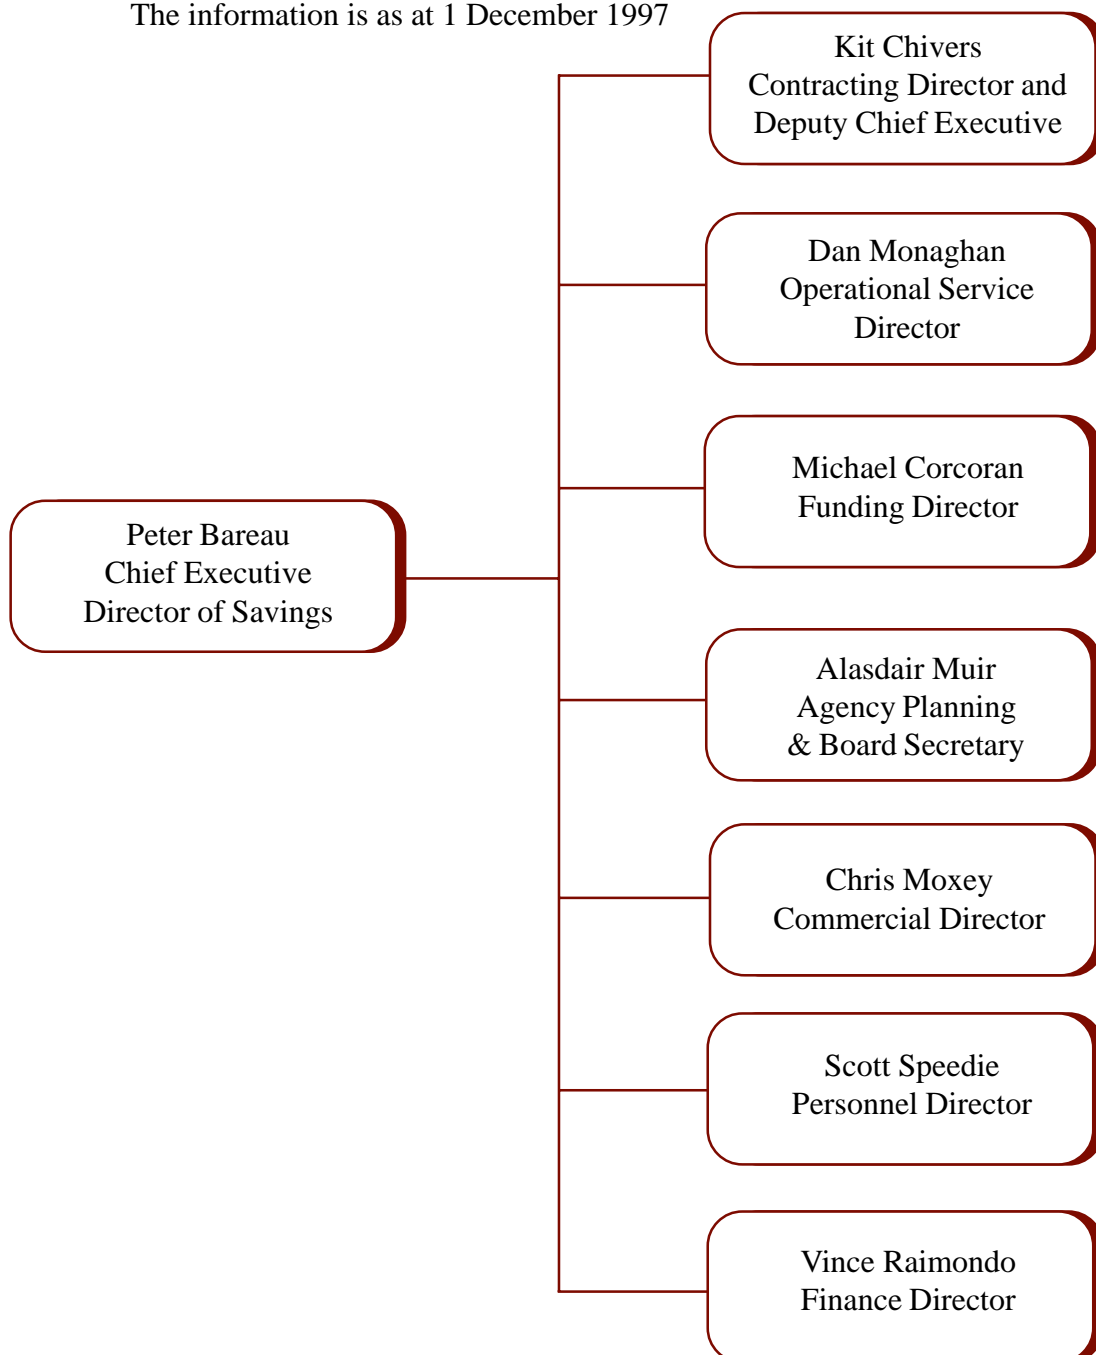 The information is as at 1 December 1997
Kit Chivers
Contracting Director and
Deputy Chief Executive
Dan Monaghan
Operational Service
Director
Michael Corcoran
Funding Director
Peter Bareau
Chief Executive
Director of Savings
Alasdair Muir
Agency Planning
& Board Secretary
Chris Moxey
Commercial Director
Scott Speedie
Personnel Director
Vince Raimondo
Finance Director